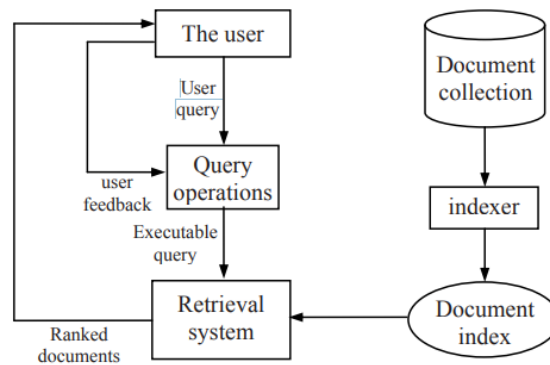 The user
User
query
user
feedback
Query
operations
Executable
query
Retrieval
system
Ranked
documents
Document
collection
indexer
Document
index